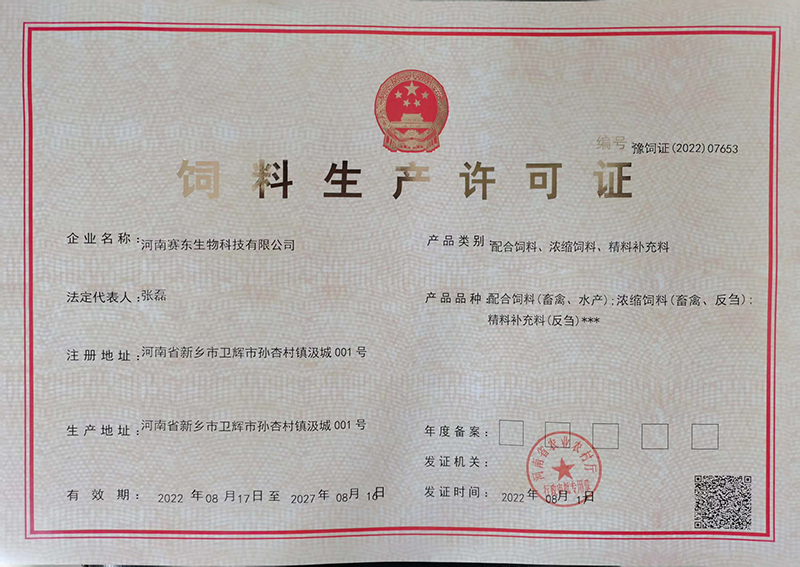 编号:豫饲证(2022)07653
饲料生产许可证
企业名称:河南赛东生物科技有限公司
法定代表人:张磊
注册地址:河南省新乡市卫辉市孙杏村镇汲城001号
生产地址:河南省新乡市卫辉市孙杏村镇汲城001号
有效期:2022年08月17日至2027年08月16日
产品类别:配合饲料、浓缩饲料、精料补充料
产品品种:配合饲料(畜禽、水产);浓缩饲料(畜禽、反刍);
精料补充料(反刍)***
年度备案:
发证机关:
河南省农业农村厅
发证时间:2022年08月17日